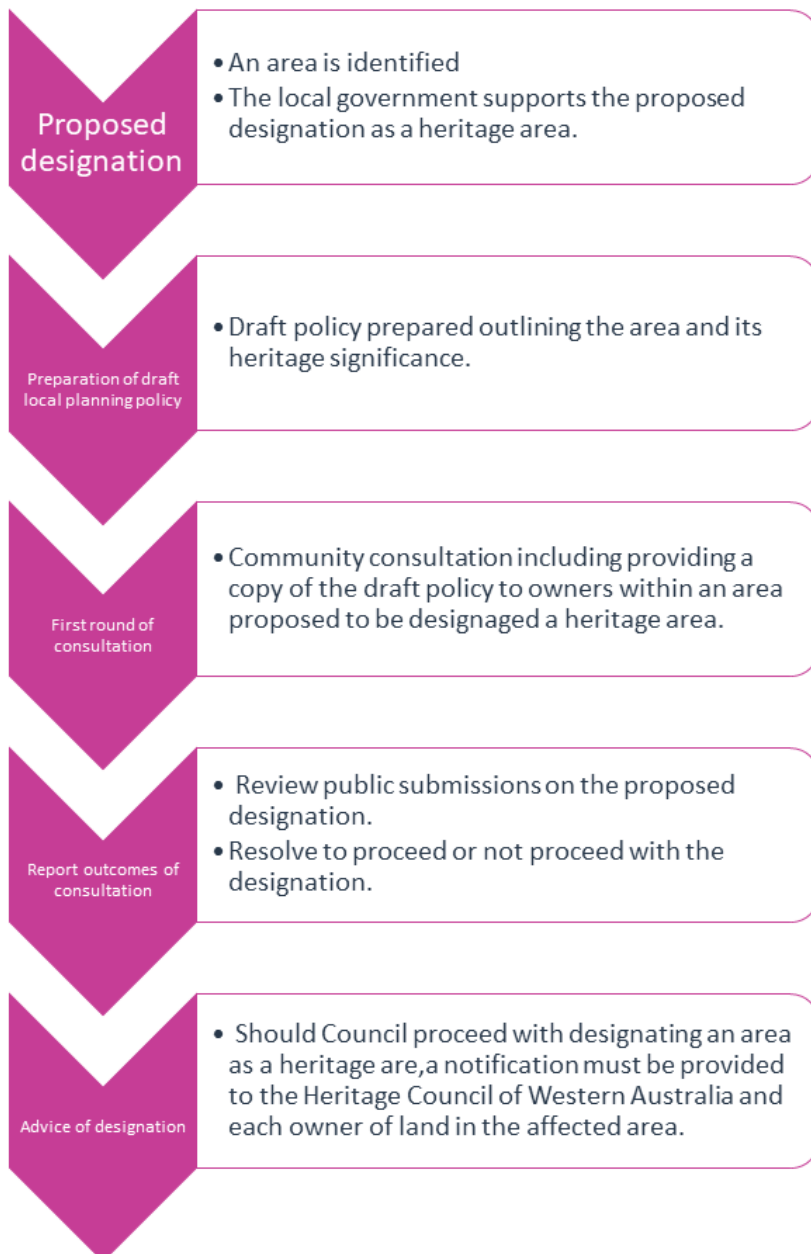 Proposed
designation
• An area is identified
• The local government supports the proposed
designation as a heritage area.
Preparation of draft
local planning policy
• Draft policy prepared outlining the area and its
heritage significance.
First round of
consultation
• Community consultation including providing a
copy of the draft policy to owners within an area
proposed to be designaged a heritage area.
Report outcomes of
consultation
• Review public submissions on the proposed
designation.
• Resolve to proceed or not proceed with the
designation.
Advice of designation
• Should Council proceed with designating an area
as a heritage are,a notification must be provided
to the Heritage Council of Western Australia and
each owner of land in the affected area.